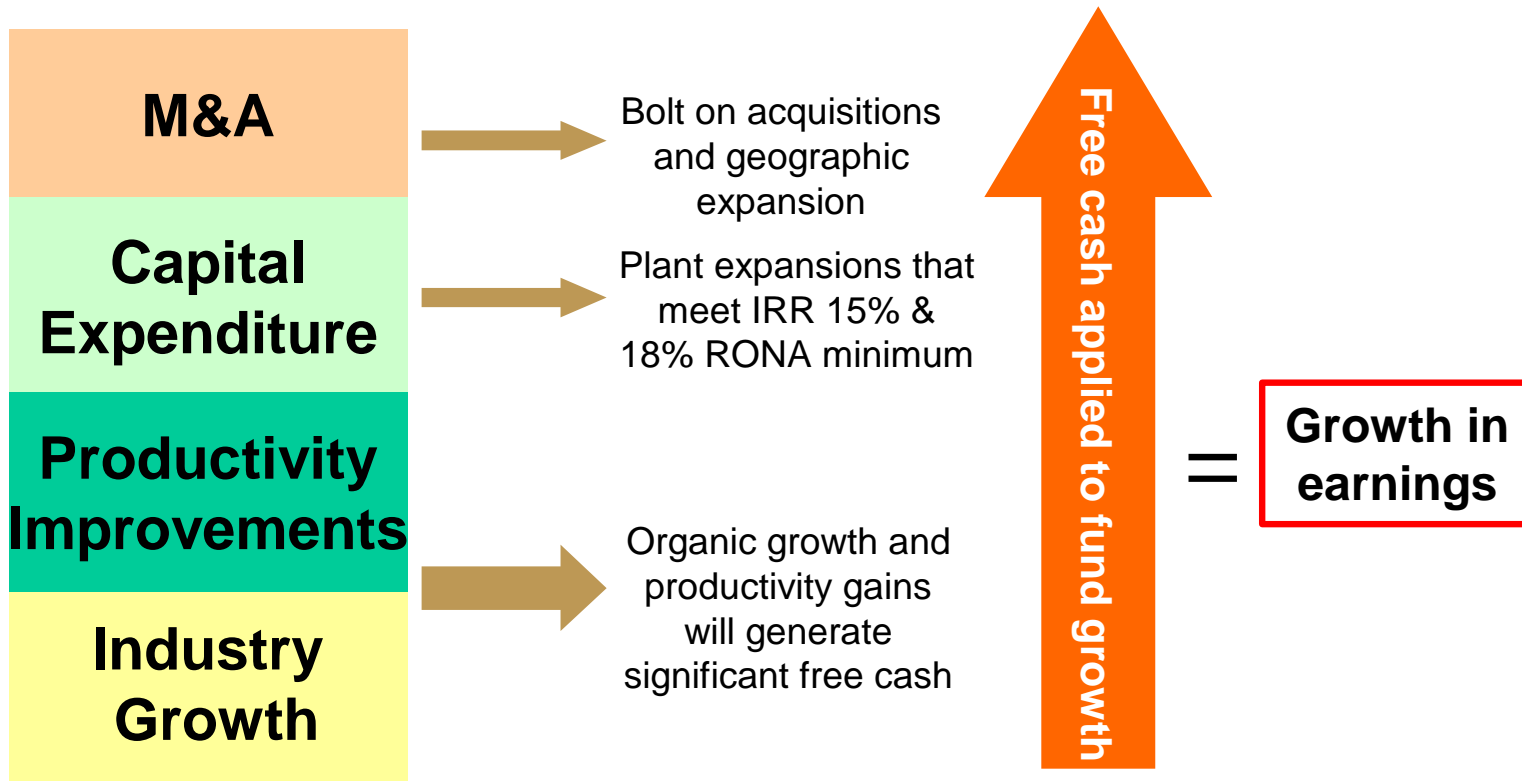 M&A
Bolt on acquisitions
and geographic
expansion
Capital
Expenditure
Plant expansions that
meet IRR 15% &
18% RONA minimum
Productivity
Improvements
Industry
Growth
Organic growth and
productivity gains
will generate
significant free cash
Free cash applied to fund growth
=
Growth in
earnings